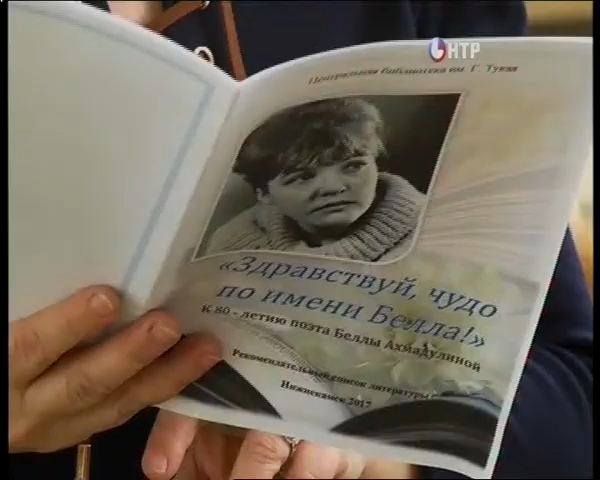 НТР
Центральная библиотека им. Г. Тукая
«Здравствуй, чудо
по имени Белла!»
К 80 - летию поэта Беллы Ахмадулиной
Рекомендательный список литературы
Нижнекамск 2017